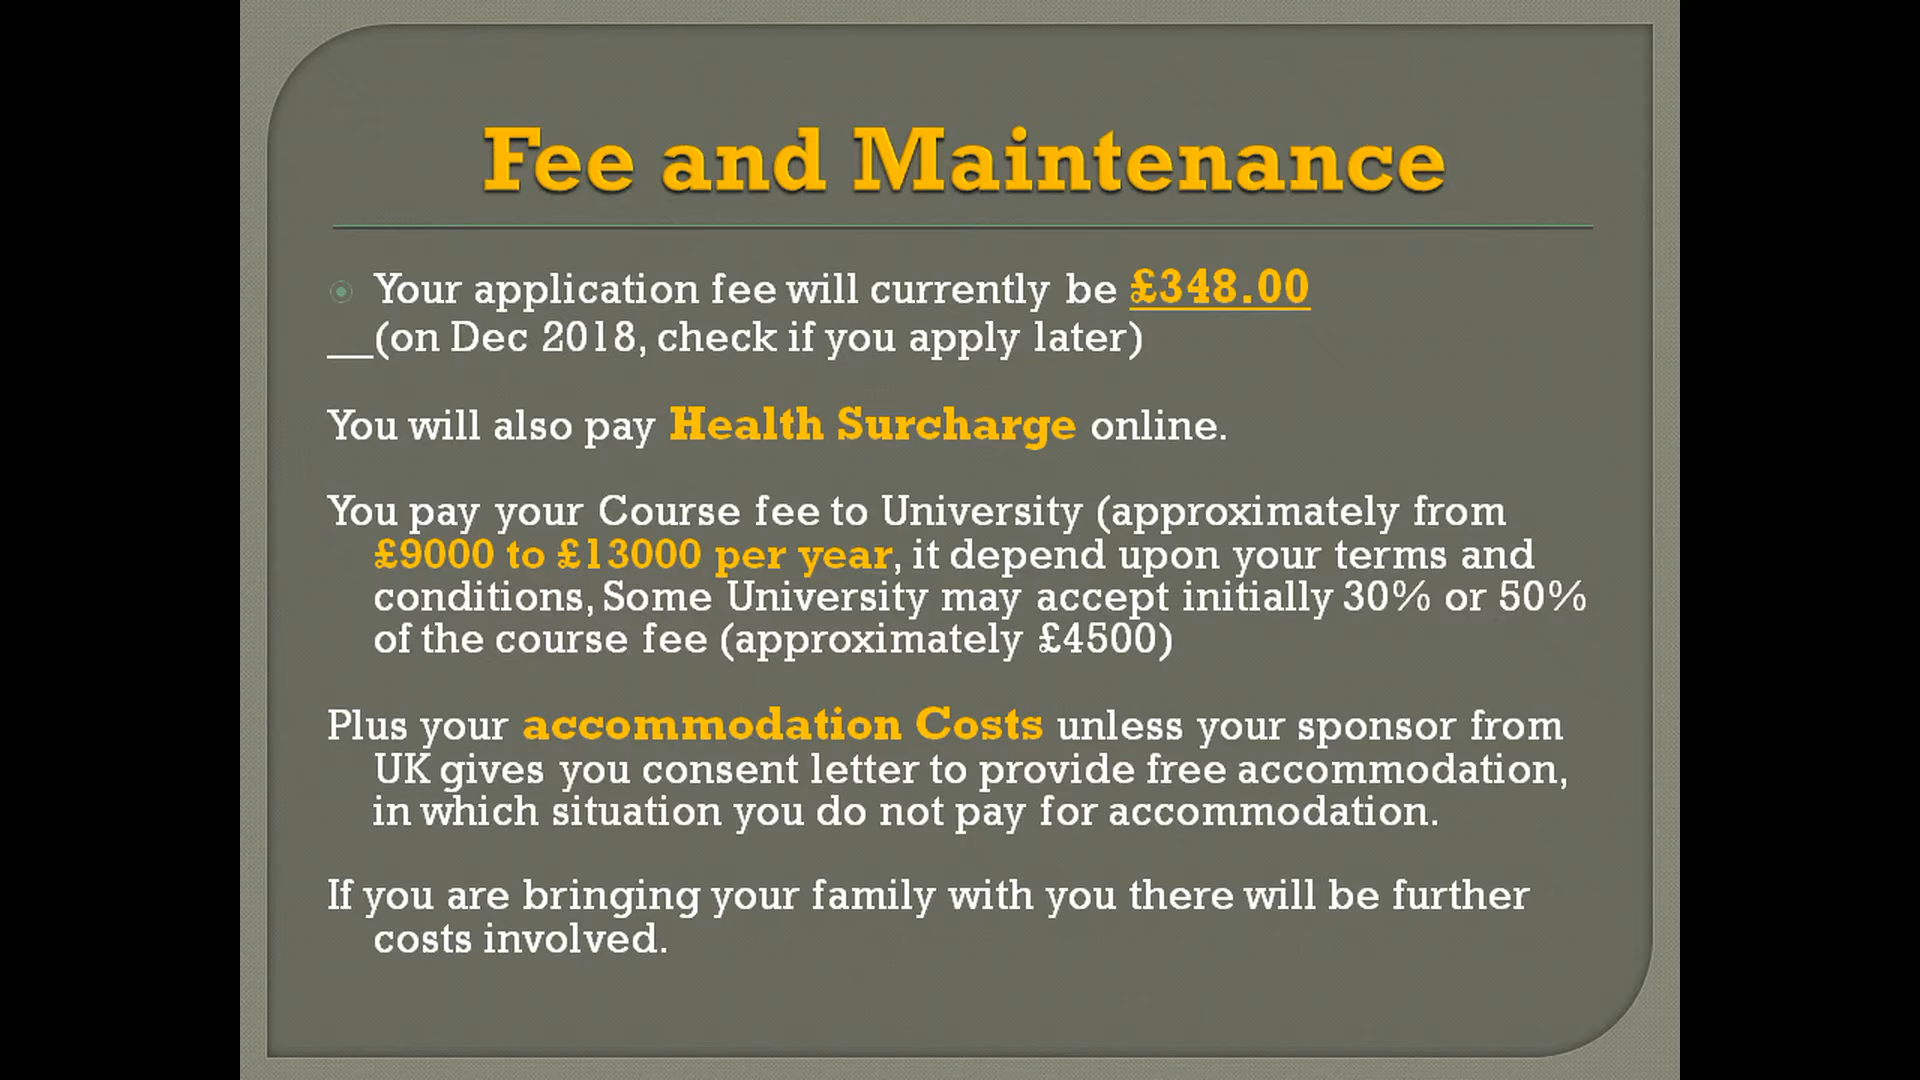 Fee and Maintenance
Your application fee will currently be £348.00
__(on Dec 2018, check if you apply later)
You will also pay Health Surcharge online.
You pay your Course fee to University (approximately from
£9000 to £13000 per year, it depend upon your terms and
conditions, Some University may accept initially 30% or 50%
of the course fee (approximately £4500)
Plus your accommodation Costs unless your sponsor from
UK gives you consent letter to provide free accommodation,
in which situation you do not pay for accommodation.
If you are bringing your family with you there will be further
costs involved.